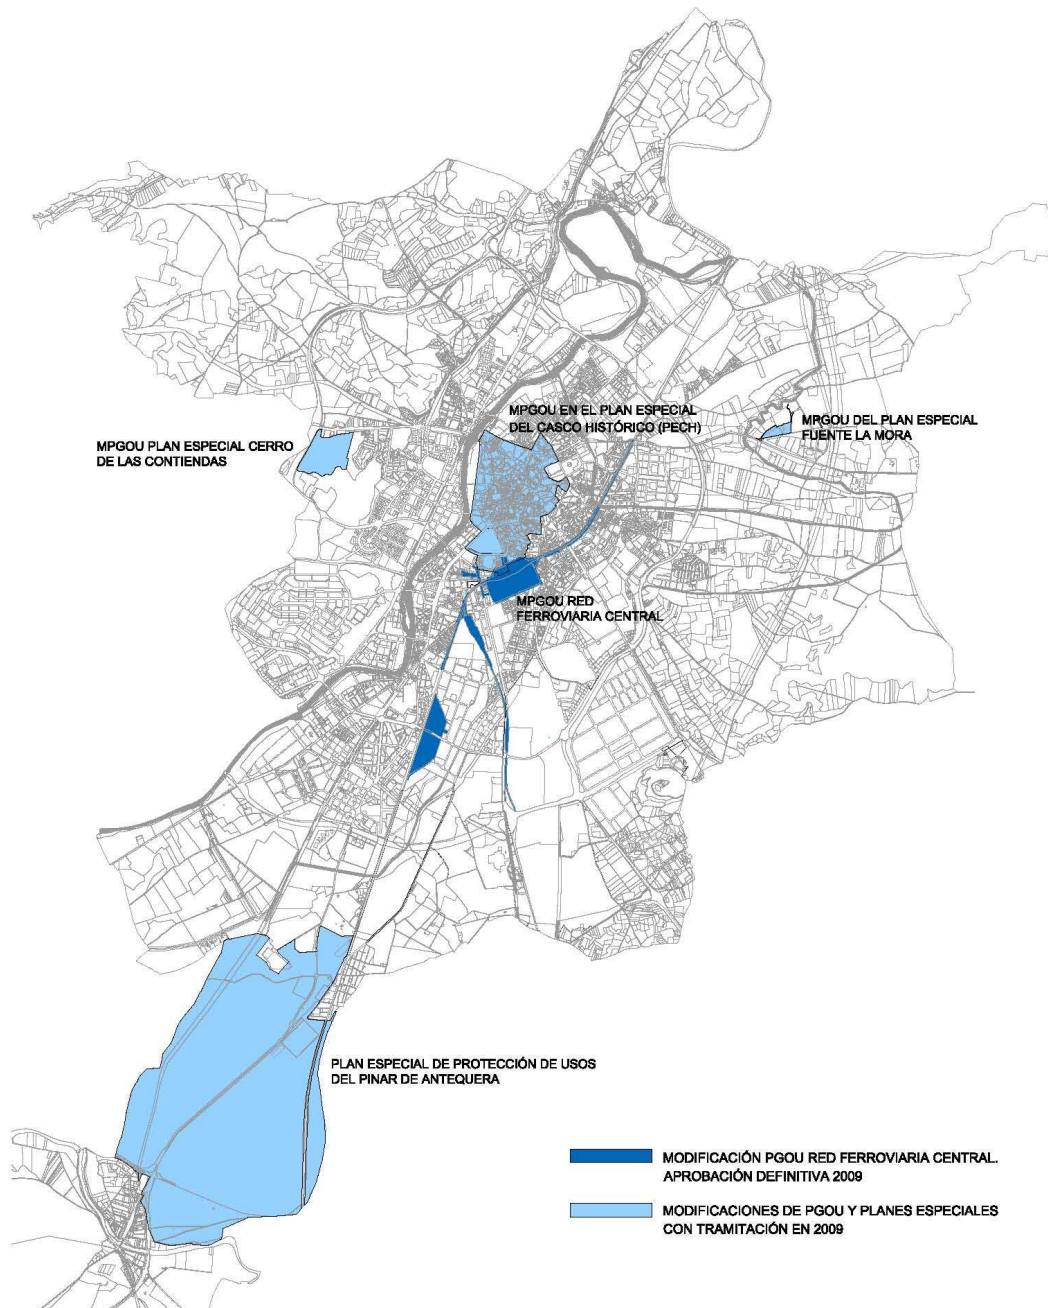 MPGOU EN EL PLAN ESPECIAL
DEL CASCO HISTÓRICO (PECH)
MPGOU DEL PLAN ESPECIAL
FUENTE LA MORA
MPGOU PLAN ESPECIAL CERRO
DE LAS CONTIENDAS
MPGOU RED
FERROVIARIA CENTRAL
PLAN ESPECIAL DE PROTECCIÓN DE USOS
DEL PINAR DE ANTEQUERA
MODIFICACIÓN PGOU RED FERROVIARIA CENTRAL.
APROBACIÓN DEFINITIVA 2009
MODIFICACIONES DE PGOU Y PLANES ESPECIALES
CON TRAMITACIÓN EN 2009